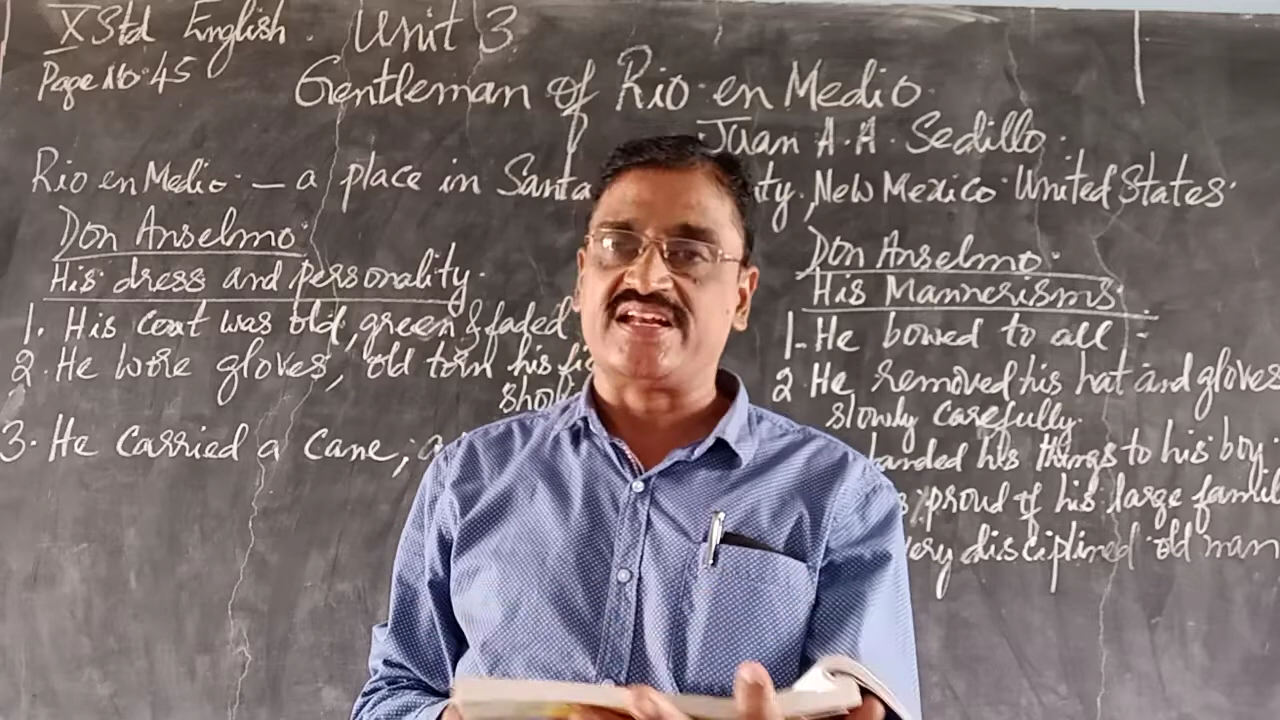 X Std English. Unit 3
Page No. 45
Gentleman of Rio en Medio
Juan A.A. Sedillo.
Rio en Medio - a place in Santa ty, New Mexico United States.
Don Anselmo.
His dress and personality.
1. His coat was old, green & faded
2. He wore gloves, old torn his fi
sho
3. He carried a cane, a
Don Anselmo.
His Mannerisms.
1. He bowed to all -
2. He removed his hat and gloves
slowly carefully.
handed his things to his boy.
proud of his large famil
very disciplined old man